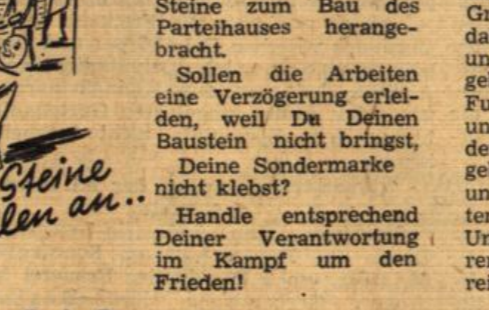 Steine zum Bau des
Parteihauses herange-
bracht.
Sollen die Arbeiten
eine Verzögerung erlei-
den, weil Du Deinen
Baustein nicht bringst,
Deine Sondermarke
nicht klebst?
Handle entsprechend
Deiner Verantwortung
im Kampf um den
Frieden!
Steine
len an..